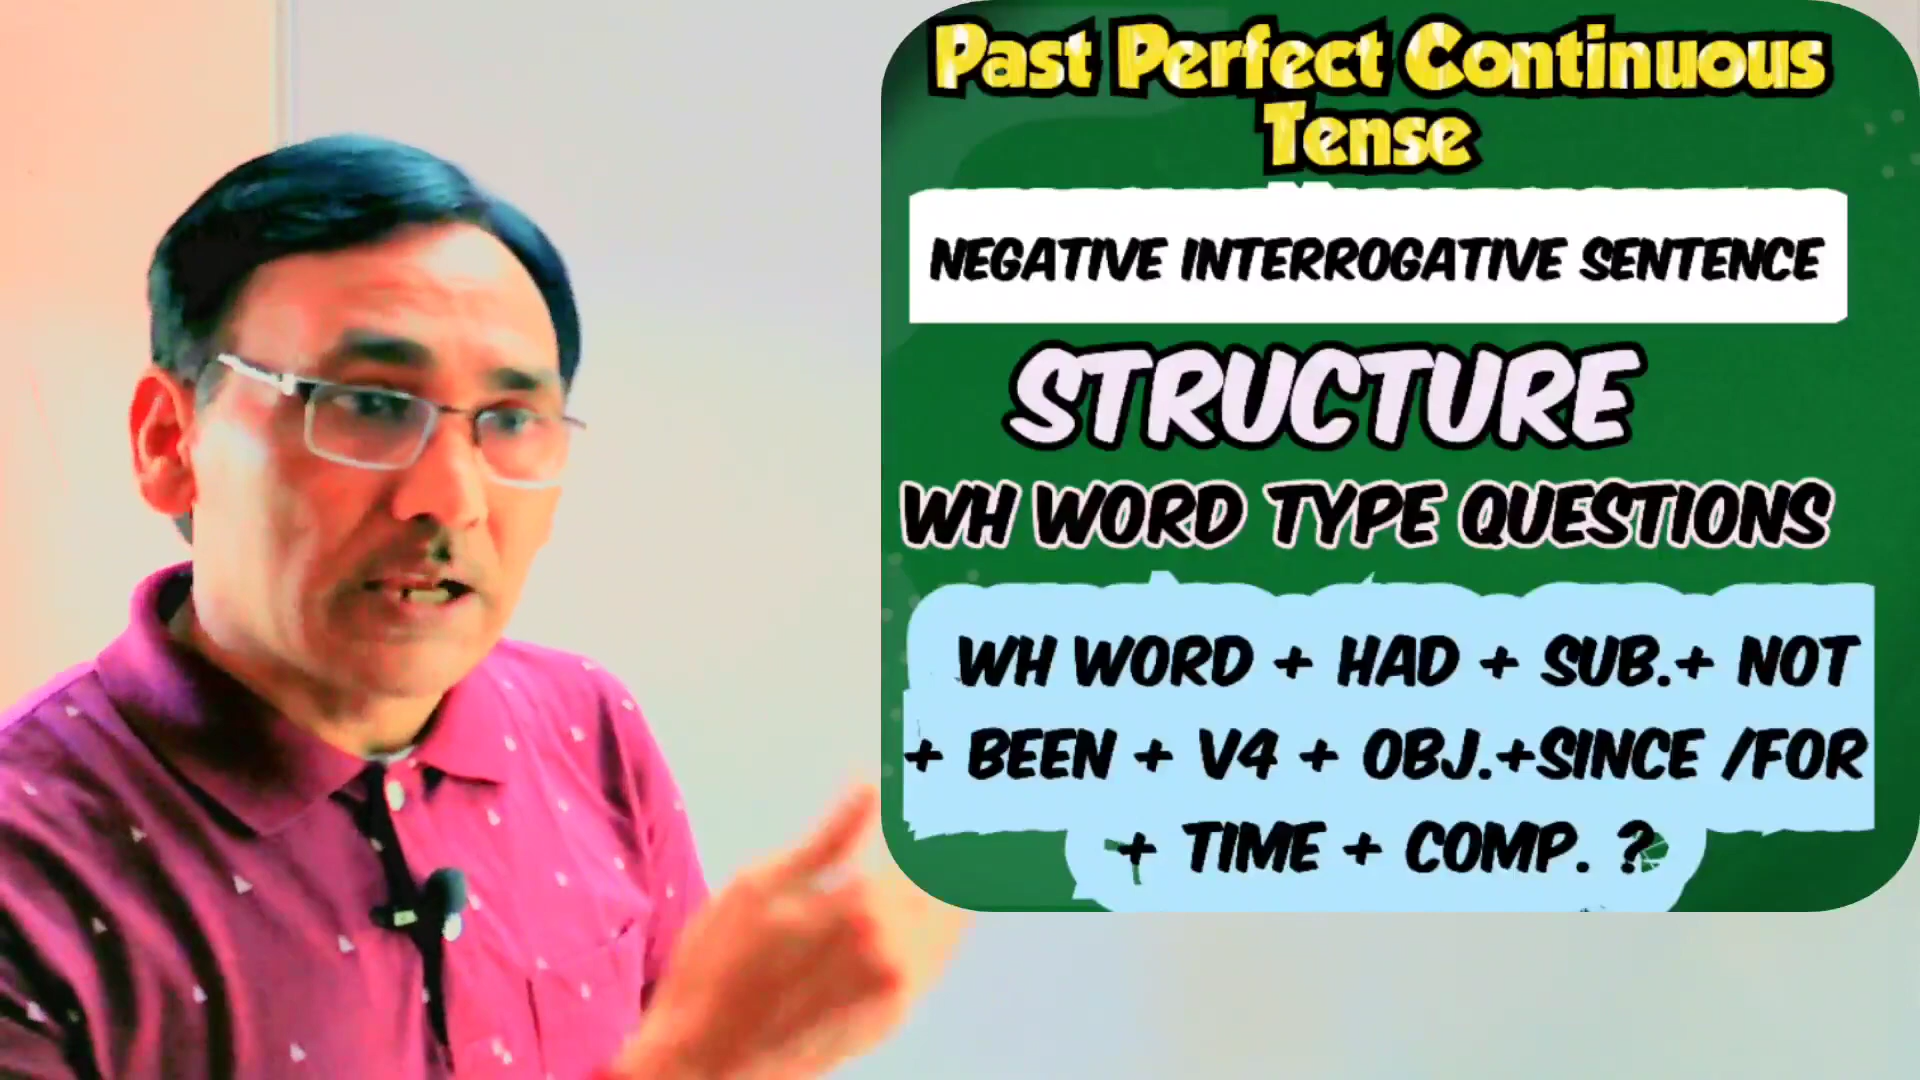 Past Perfect Continuous
Tense
NEGATIVE INTERROGATIVE SENTENCE
STRUCTURE
WH WORD TYPE QUESTIONS
WH WORD + HAD + SUB.+ NOT
+ BEEN + V4 + OBJ.+SINCE /FOR
+ TIME + COMP. ?